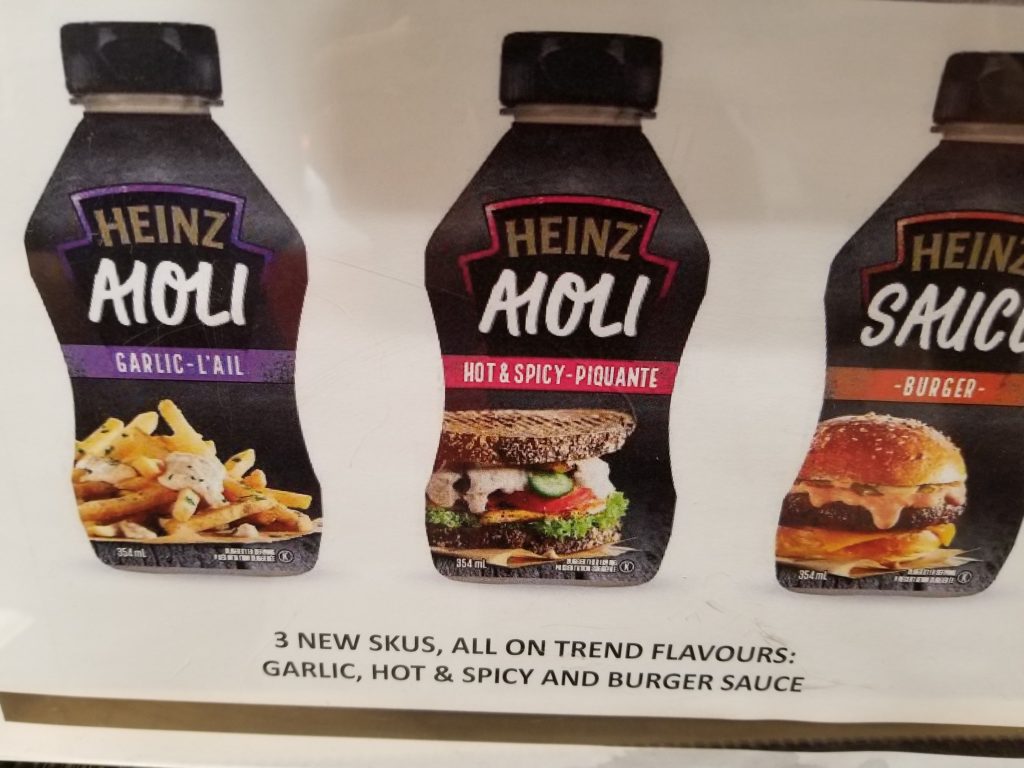 HEINZ
AIOLI
GARLIC-L'AIL
354 mL
K
HEINZ
AIOLI
HOT & SPICY-PIQUANTE
354 mL
K
HEINZ
SAUCE
-BURGER-
354 mL
K
3 NEW SKUS, ALL ON TREND FLAVOURS:
GARLIC, HOT & SPICY AND BURGER SAUCE